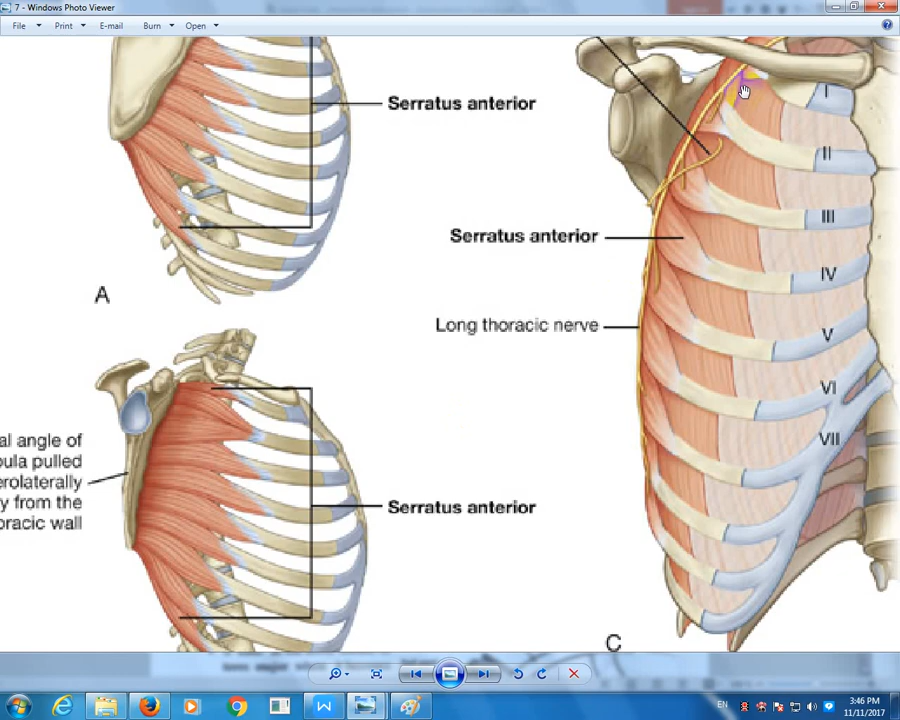 7 - Windows Photo Viewer
File Print E-mail Burn Open
Serratus anterior
A
al angle of
ula pulled
erolaterally
y from the
oracic wall
Serratus anterior
I
II
III
Serratus anterior
IV
Long thoracic nerve
V
VI
VII
C
EN
3:46 PM
11/11/2017